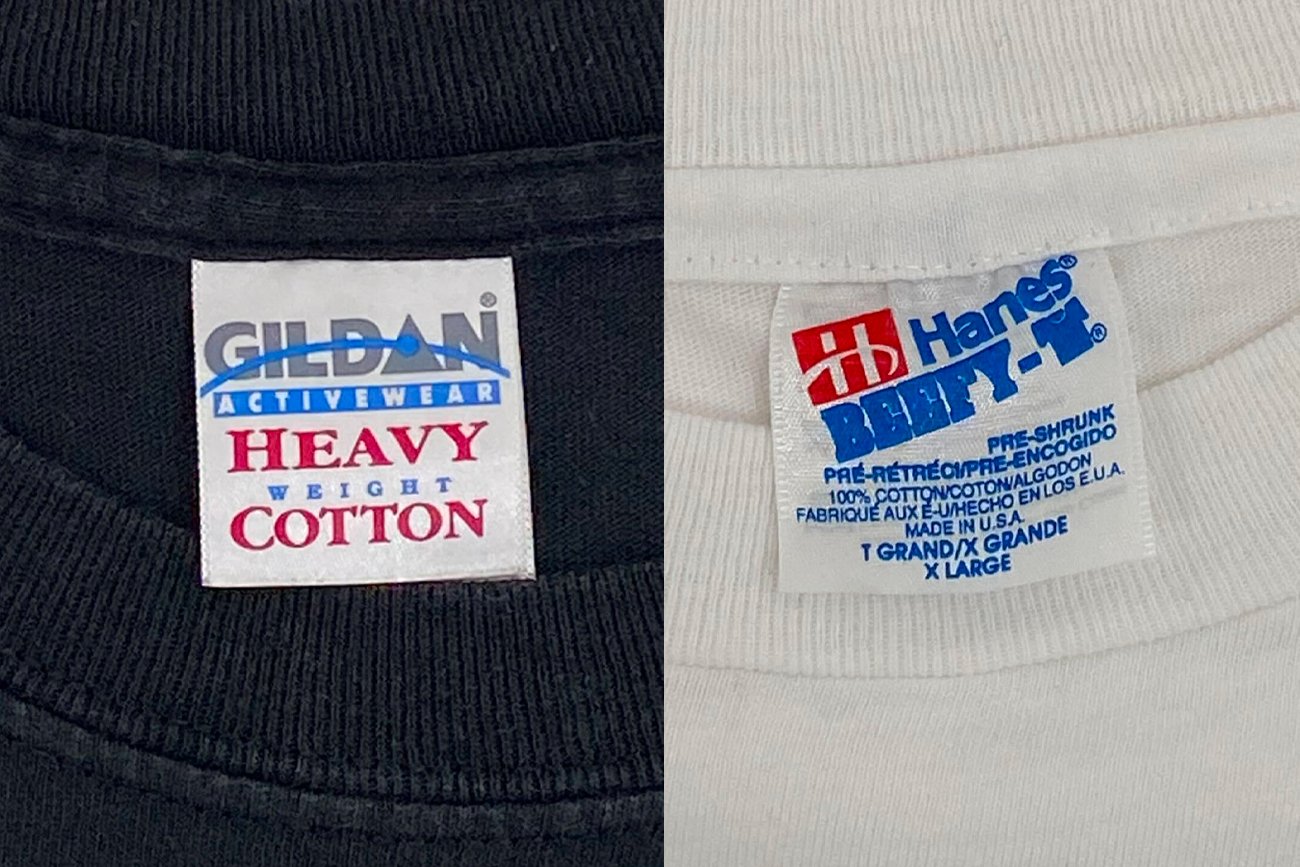 GILDAN®
ACTIVEWEAR
HEAVY
WEIGHT
COTTON
Hanes®
BEEFY-T®
PRE-SHRUNK
PRÉ-RÉTRÉCI/PRE-ENCOGIDO
100% COTTON/COTON/ALGODON
FABRIQUÉ AUX É-U/HECHO EN LOS E.U.A.
MADE IN U.S.A.
T GRAND/X GRANDE
X LARGE